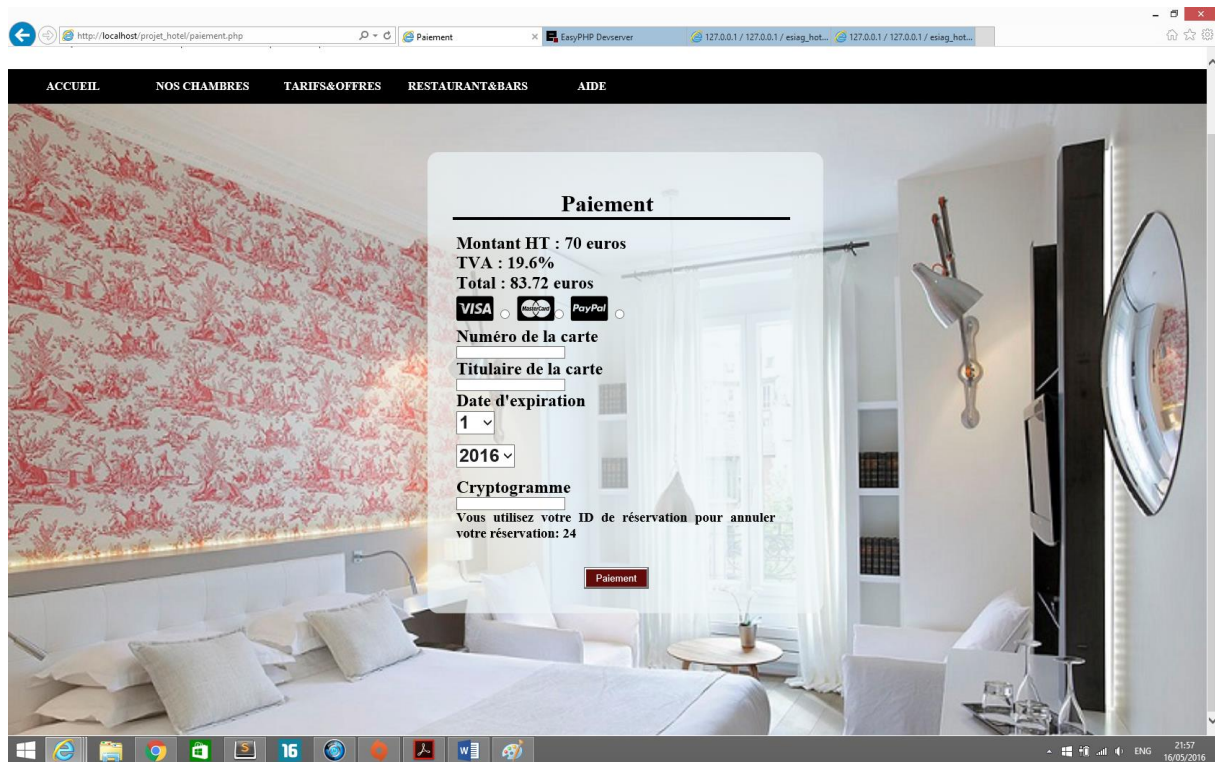 http://localhost/projet_hotel/paiement.php
Paiement
EasyPHP Devserver
127.0.0.1 / 127.0.0.1 / esiag_hot...
127.0.0.1 / 127.0.0.1 / esiag_hot...
ACCUEIL NOS CHAMBRES TARIFS&OFFRES RESTAURANT&BARS AIDE
Paiement
Montant HT : 70 euros
TVA : 19.6%
Total : 83.72 euros
VISA MasterCard PayPal
Numéro de la carte
Titulaire de la carte
Date d'expiration
1
2016
Cryptogramme
Vous utilisez votre ID de réservation pour annuler
votre réservation: 24
Paiement
16
ENG
21:57
16/05/2016